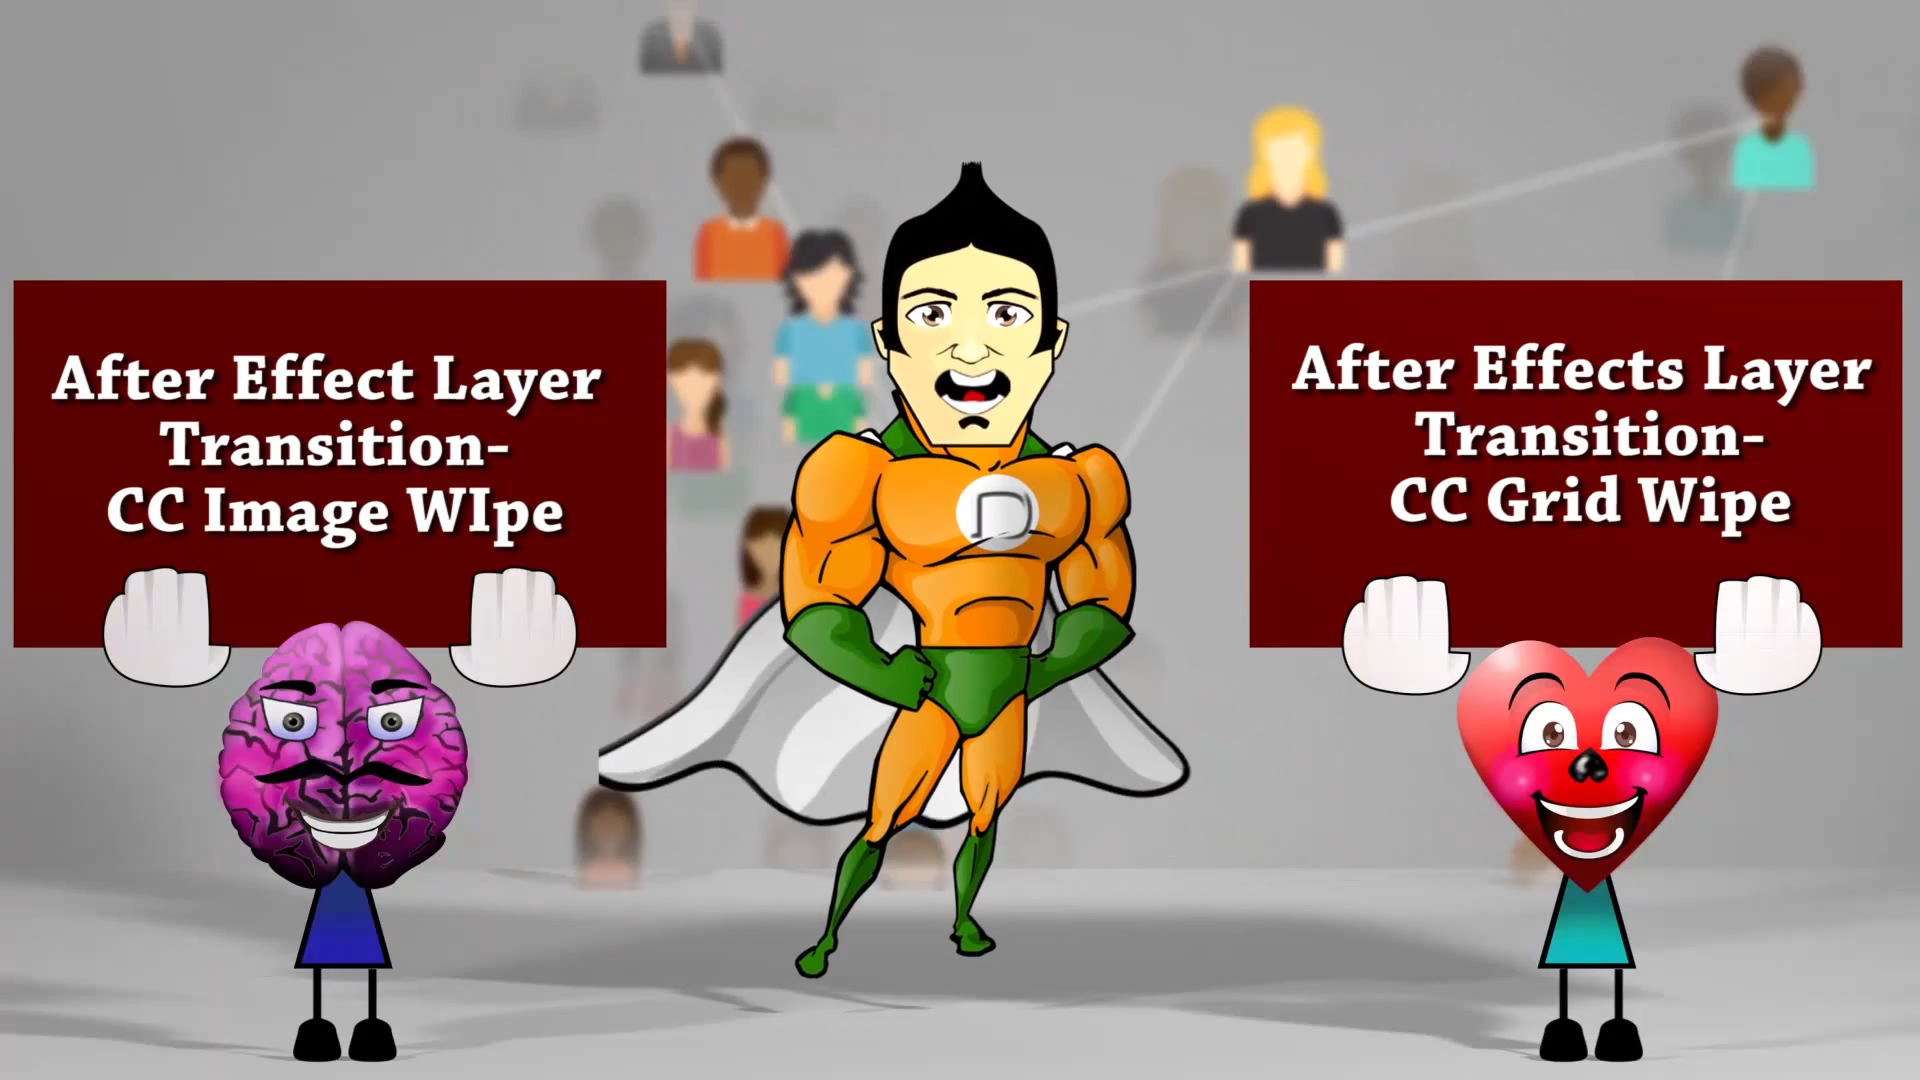 After Effect Layer
Transition-
CC Image WIpe
D
After Effects Layer
Transition-
CC Grid Wipe